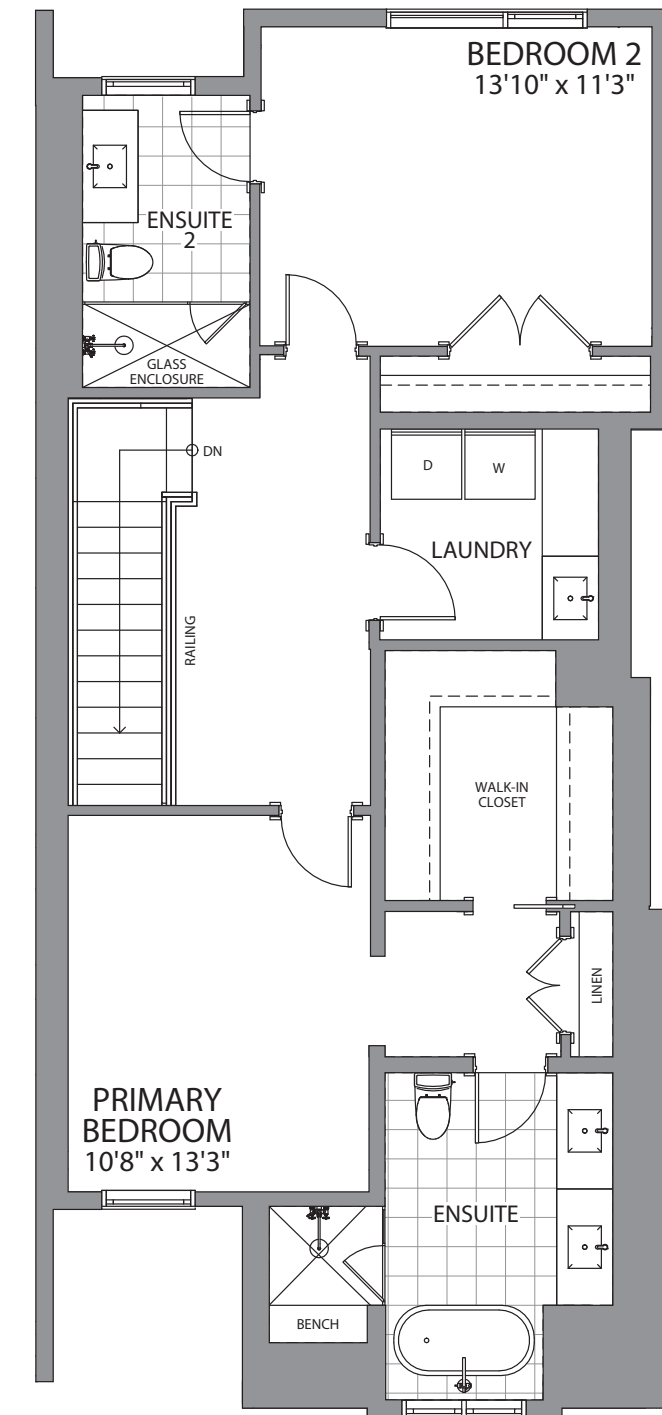 BEDROOM 2
13'10" x 11'3"
ENSUITE
2
GLASS
ENCLOSURE
DN
D
W
LAUNDRY
RAILING
WALK-IN
CLOSET
LINEN
PRIMARY
BEDROOM
10'8" x 13'3"
ENSUITE
BENCH